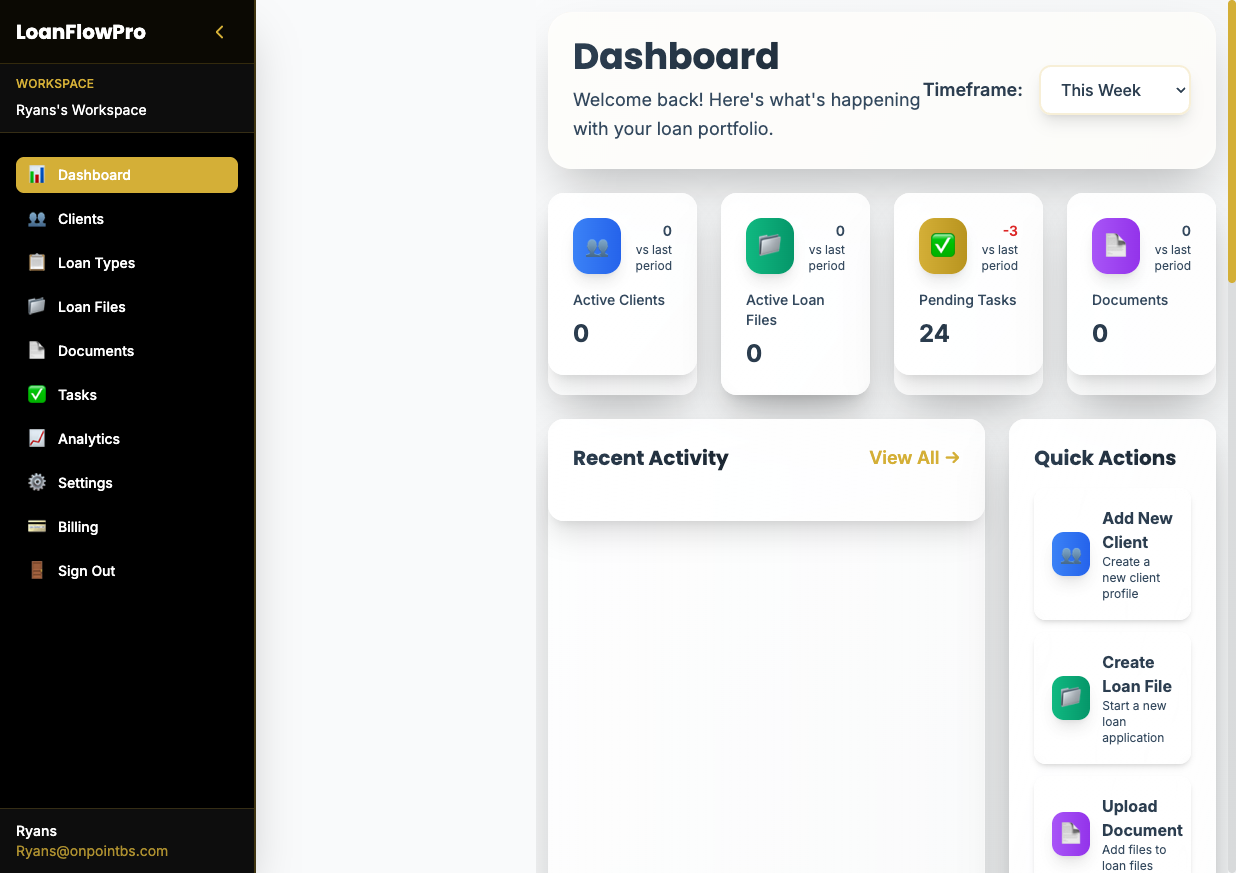 LoanFlowPro
WORKSPACE
Ryans's Workspace
Dashboard
Clients
Loan Types
Loan Files
Documents
Tasks
Analytics
Settings
Billing
Sign Out
Ryans
Ryans@onpointbs.com
Dashboard
Welcome back! Here's what's happening
with your loan portfolio.
Timeframe:
This Week
0
vs last
period
Active Clients
0
0
vs last
period
Active Loan
Files
0
-3
vs last
period
Pending Tasks
24
0
vs last
period
Documents
0
Recent Activity
View All →
Quick Actions
Add New
Client
Create a
new client
profile
Create
Loan File
Start a new
loan
application
Upload
Document
Add files to
loan files